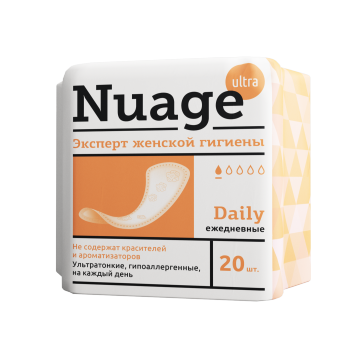 ultra
Nuage
Эксперт женской гигиены
Daily
ежедневные
Не содержат красителей
и ароматизаторов
Ультратонкие, гипоаллергенные,
на каждый день
20 шт.